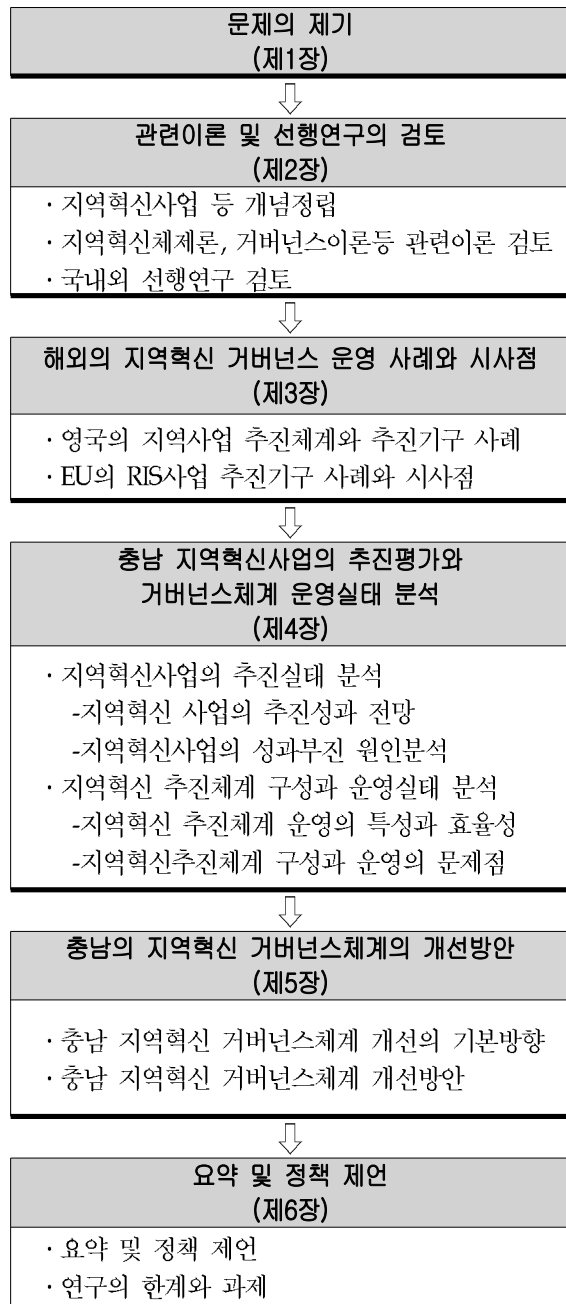 문제의 제기
(제1장)
관련이론 및 선행연구의 검토
(제2장)
· 지역혁신사업 등 개념정립
· 지역혁신체제론, 거버넌스이론등 관련이론 검토
· 국내외 선행연구 검토
해외의 지역혁신 거버넌스 운영 사례와 시사점
(제3장)
· 영국의 지역사업 추진체계와 추진기구 사례
· EU의 RIS사업 추진기구 사례와 시사점
충남 지역혁신사업의 추진평가와
거버넌스체계 운영실태 분석
(제4장)
· 지역혁신사업의 추진실태 분석
-지역혁신 사업의 추진성과 전망
-지역혁신사업의 성과부진 원인분석
· 지역혁신 추진체계 구성과 운영실태 분석
-지역혁신 추진체계 운영의 특성과 효율성
-지역혁신추진체계 구성과 운영의 문제점
충남의 지역혁신 거버넌스체계의 개선방안
(제5장)
· 충남 지역혁신 거버넌스체계 개선의 기본방향
· 충남 지역혁신 거버넌스체계 개선방안
요약 및 정책 제언
(제6장)
· 요약 및 정책 제언
· 연구의 한계와 과제